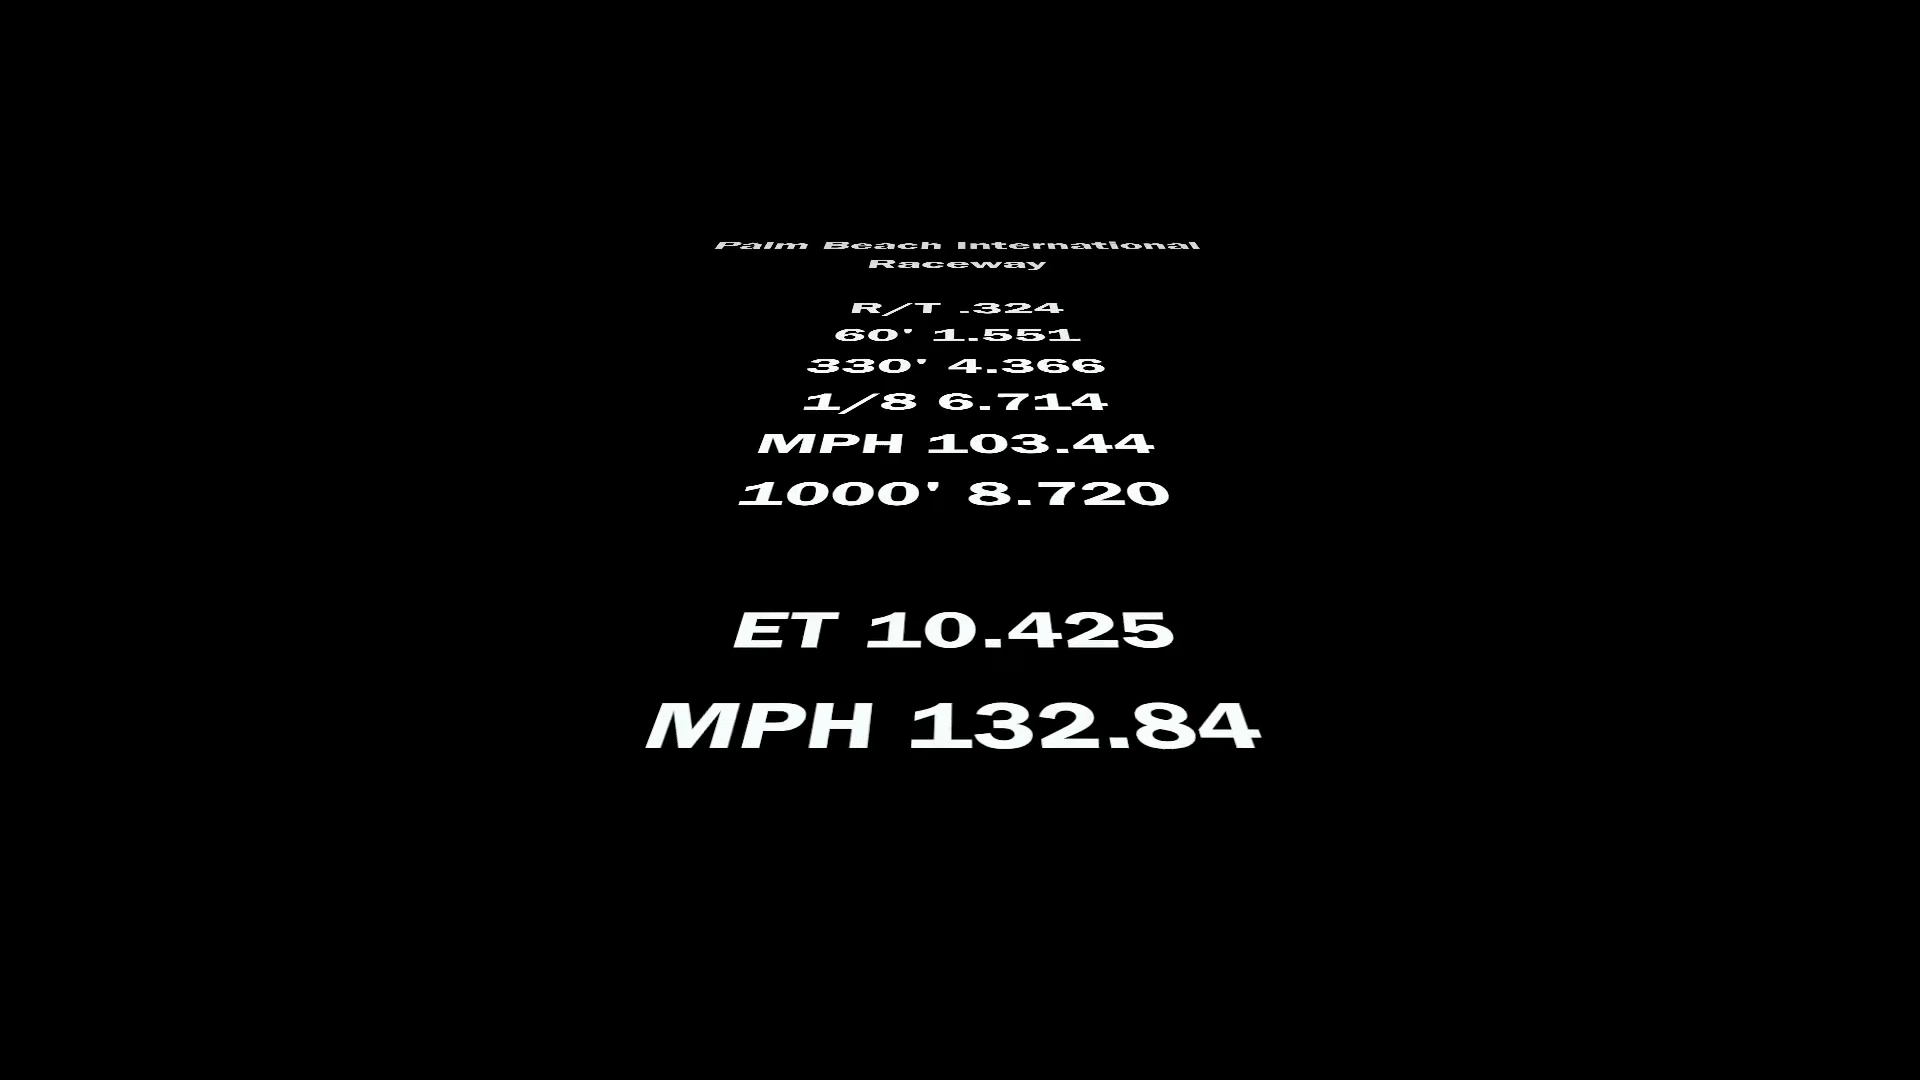 Palm Beach International
Raceway
R/T .324
60' 1.551
330' 4.366
1/8 6.714
MPH 103.44
1000' 8.720
ET 10.425
MPH 132.84